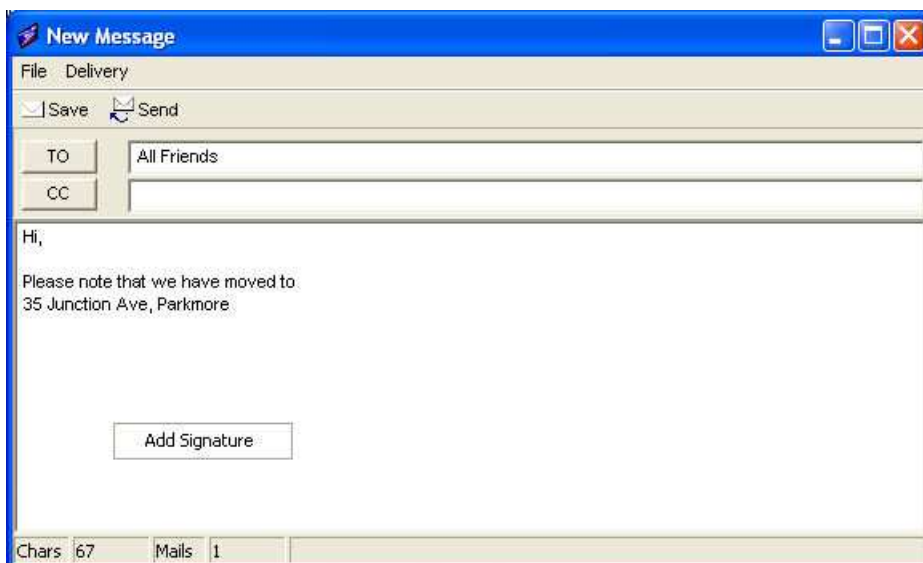 New Message
File Delivery
Save Send
TO All Friends
CC
Hi,
Please note that we have moved to
35 Junction Ave, Parkmore
Add Signature
Chars 67 Mails 1